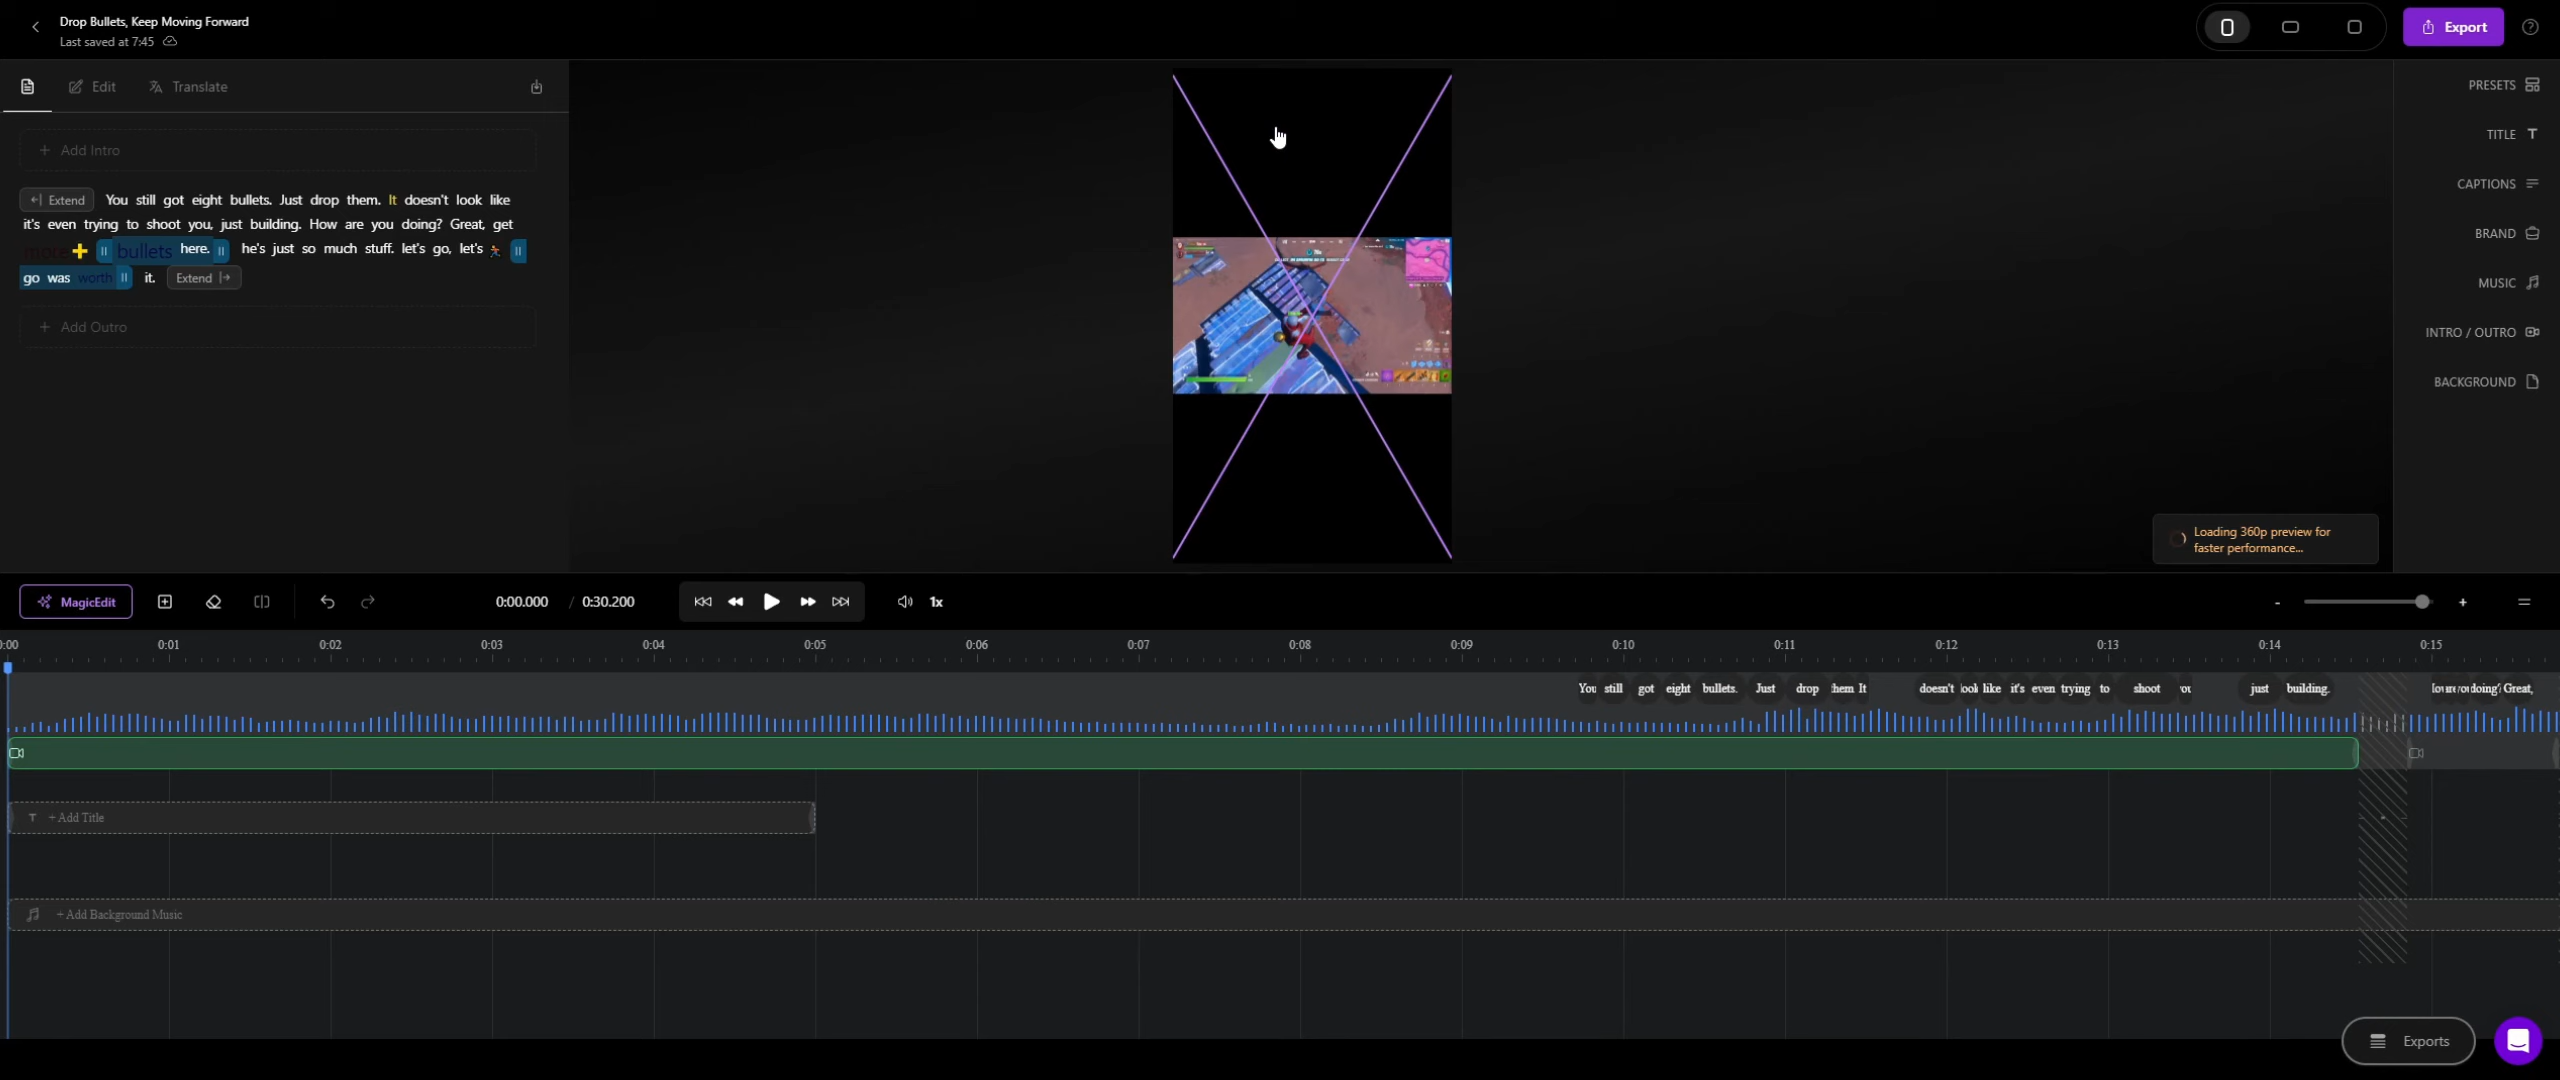 Drop Bullets, Keep Moving Forward
Last saved at 7:45
Export
Edit
Translate
Add Intro
Extend You still got eight bullets. Just drop them. It doesn't look like
it's even trying to shoot you, just building. How are you doing? Great, get
more bullets here. he's just so much stuff. let's go, let's
go was worth it. Extend
Add Outro
PRESETS
TITLE T
CAPTIONS
BRAND
MUSIC
INTRO / OUTRO
BACKGROUND
Loading 360p preview for
faster performance...
MagicEdit
0:00.000 / 0:30.200
1x
- +
0:00 0:01 0:02 0:03 0:04 0:05 0:06 0:07 0:08 0:09 0:10 0:11 0:12 0:13 0:14 0:15
You still got eight bullets. Just drop them It doesn't look like it's even trying to shoot just building. doing? Great,
T + Add Title
+ Add Background Music
Exports